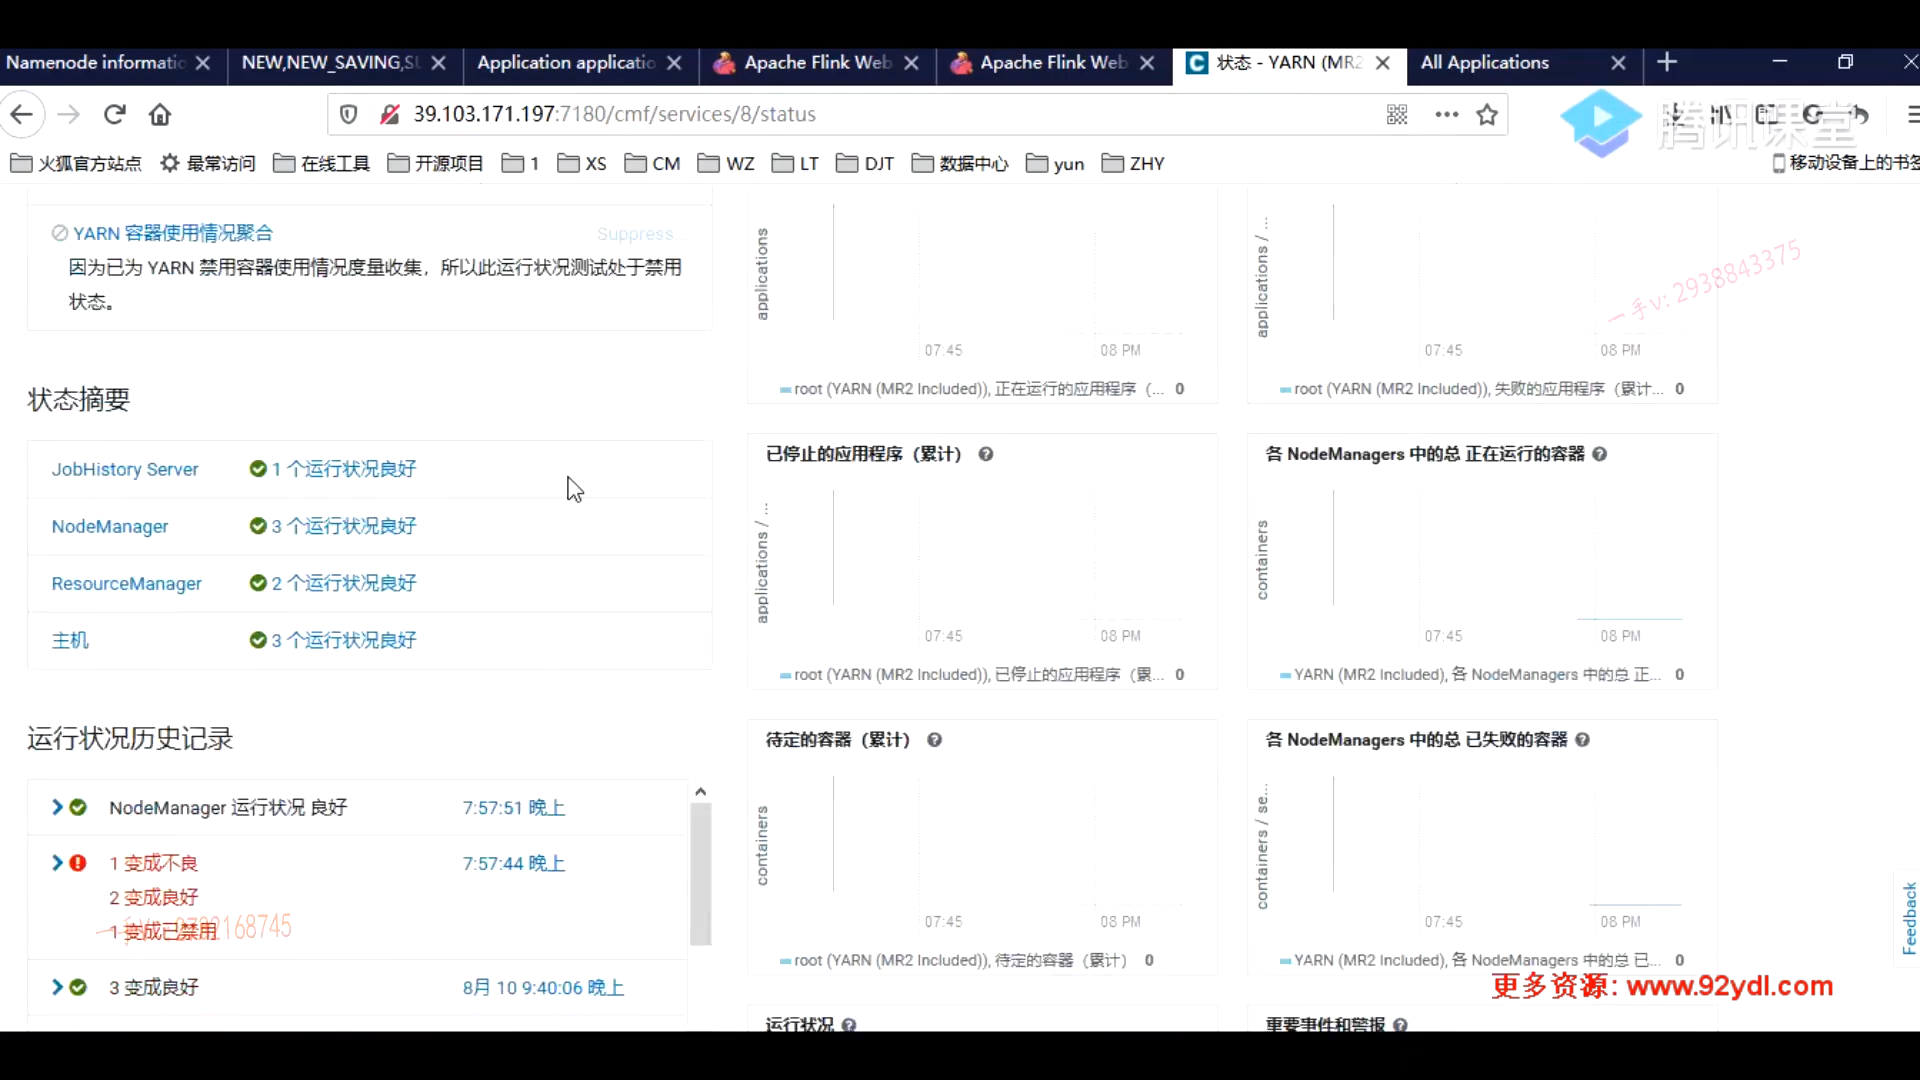 Namenode informatio
NEW,NEW_SAVING,SU
Application applicatio
Apache Flink Web
Apache Flink Web
状态 - YARN (MR2
All Applications
39.103.171.197:7180/cmf/services/8/status
腾讯课堂
火狐官方站点
最常访问
在线工具
开源项目
1
XS
CM
WZ
LT
DJT
数据中心
yun
ZHY
移动设备上的书签
YARN 容器使用情况聚合
Suppress...
因为已为 YARN 禁用容器使用情况度量收集，所以此运行状况测试处于禁用
状态。
状态摘要
JobHistory Server
1 个运行状况良好
NodeManager
3 个运行状况良好
ResourceManager
2 个运行状况良好
主机
3 个运行状况良好
运行状况历史记录
NodeManager 运行状况 良好
7:57:51 晚上
1 变成不良
7:57:44 晚上
2 变成良好
1 变成已禁用
3 变成良好
8月 10 9:40:06 晚上
applications
07:45
08 PM
root (YARN (MR2 Included)), 正在运行的应用程序（... 0
applications / ...
07:45
08 PM
root (YARN (MR2 Included)), 失败的应用程序（累计... 0
一手v: 2938843375
已停止的应用程序（累计）
applications / ...
07:45
08 PM
root (YARN (MR2 Included)), 已停止的应用程序（累... 0
各 NodeManagers 中的总 正在运行的容器
containers
07:45
08 PM
YARN (MR2 Included), 各 NodeManagers 中的总 正... 0
待定的容器（累计）
containers
07:45
08 PM
root (YARN (MR2 Included)), 待定的容器（累计） 0
各 NodeManagers 中的总 已失败的容器
containers / se...
07:45
08 PM
YARN (MR2 Included), 各 NodeManagers 中的总 已... 0
更多资源: www.92ydl.com
运行状况
重要事件和警报
Feedback